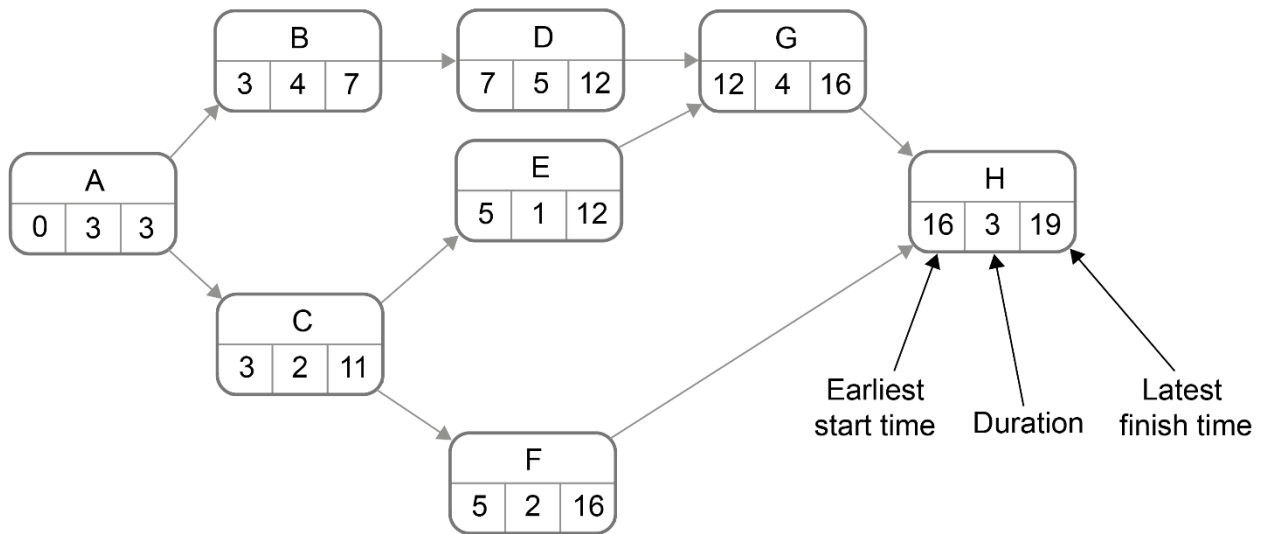 B
3 4 7
D
7 5 12
G
12 4 16
A
0 3 3
E
5 1 12
H
16 3 19
C
3 2 11
F
5 2 16
Earliest
start time
Duration
Latest
finish time